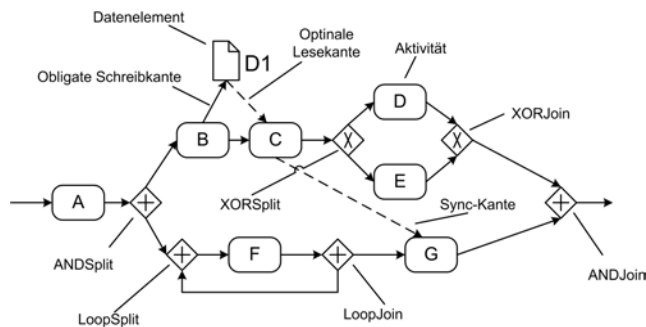 Datenelement
Optinale
Lesekante
D1
Aktivität
Obligate Schreibkante
D
XORJoin
B
C
X
X
E
XORSplit
Sync-Kante
A
ANDSplit
F
G
ANDJoin
LoopSplit
LoopJoin